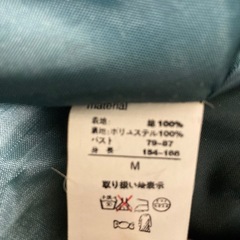 material
表地: 綿100%
裏地: ポリエステル100%
バスト 79-87
身長 154-166
M
取り扱い絵表示